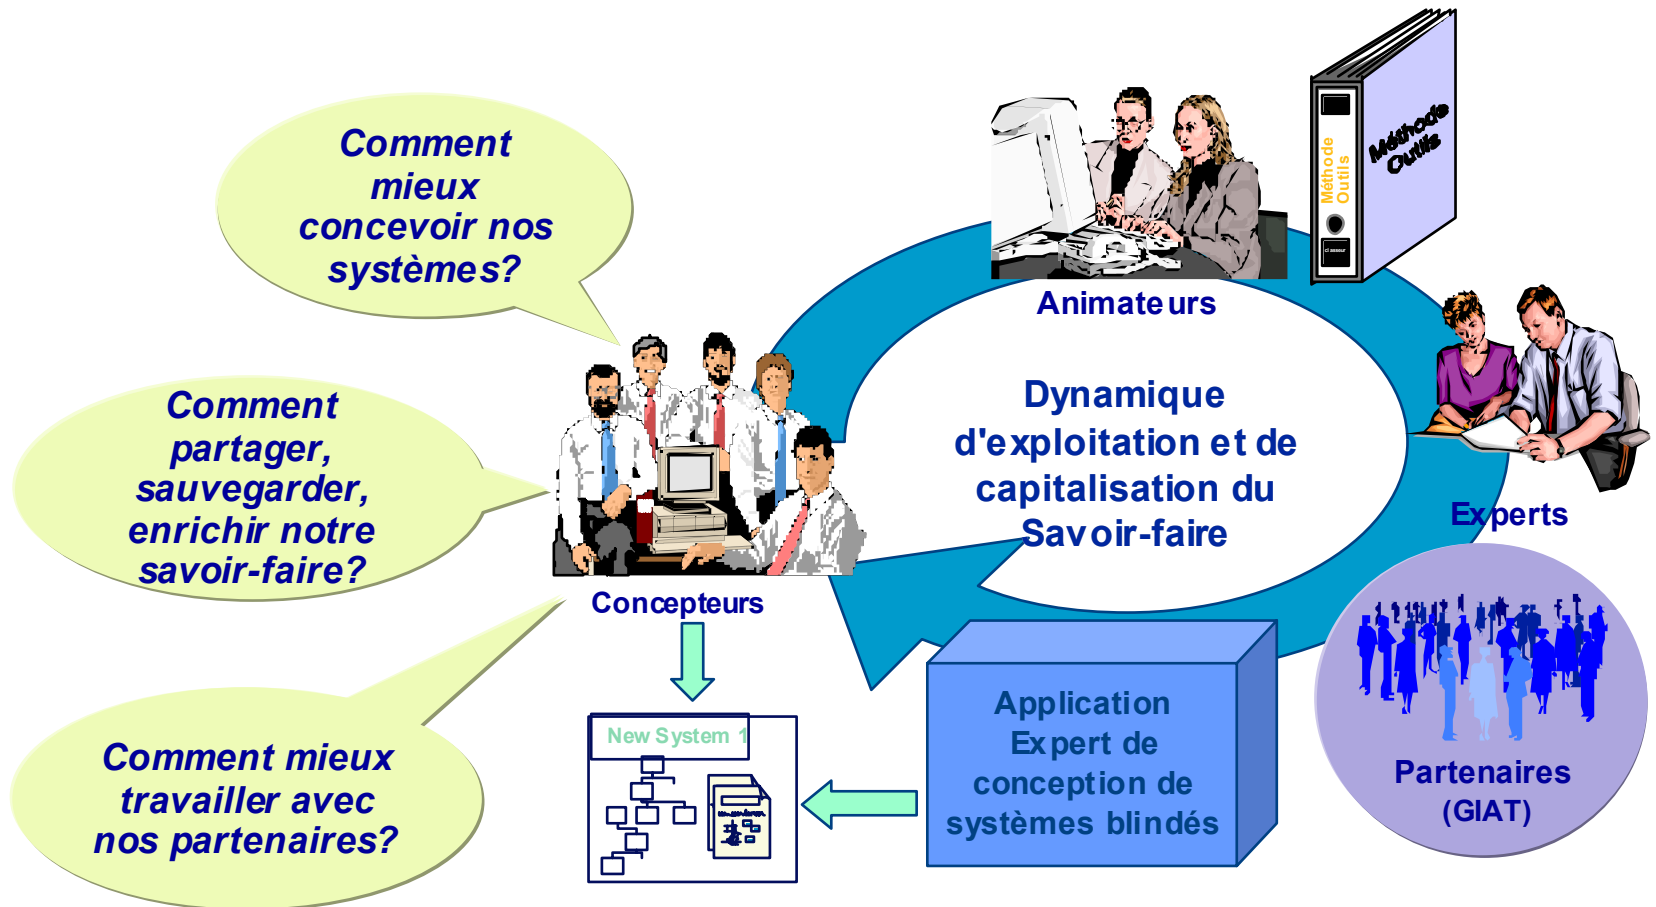 Comment
mieux
concevoir nos
systèmes?
Comment
partager,
sauvegarder,
enrichir notre
savoir-faire?
Comment mieux
travailler avec
nos partenaires?
Méthode
Outils
Méthode
Outils
classeur
Animateurs
Dynamique
d'exploitation et de
capitalisation du
Savoir-faire
Experts
Concepteurs
New System 1
Application
Expert de
conception de
systèmes blindés
Partenaires
(GIAT)